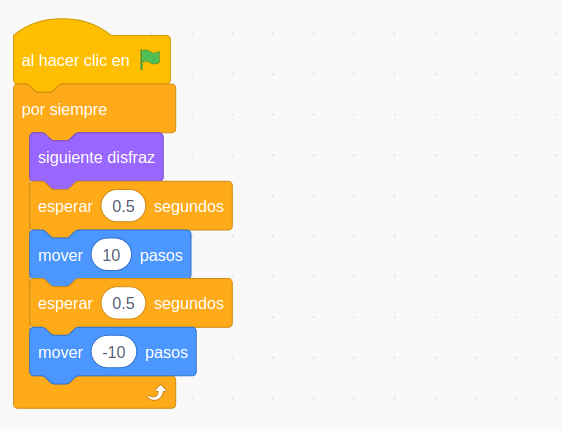 al hacer clic en
por siempre
siguiente disfraz
esperar 0.5 segundos
mover 10 pasos
esperar 0.5 segundos
mover -10 pasos